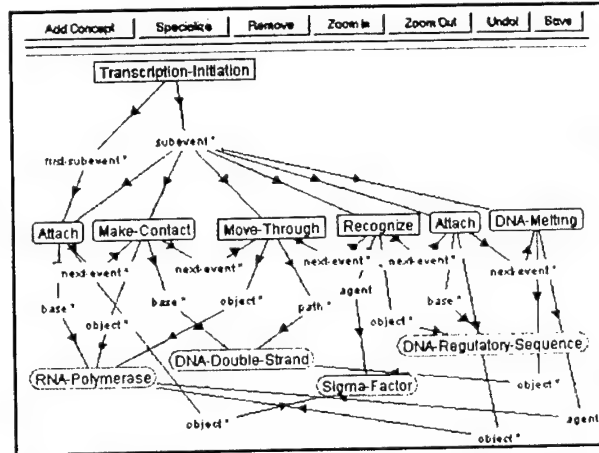 Add Concept Specialize Remove Zoom In Zoom Out Undo! Save
Transcription-Initiation
subevent*
first-subevent*
Attach Make-Contact Move-Through Recognize Attach DNA-Melting
next-event* next-event* next-event* next-event* next-event*
agent
base* base* object* path* base*
object* object*
DNA-Double-Strand DNA-Regulatory-Sequence
RNA-Polymerase Sigma-Factor object*
object* agent
object*